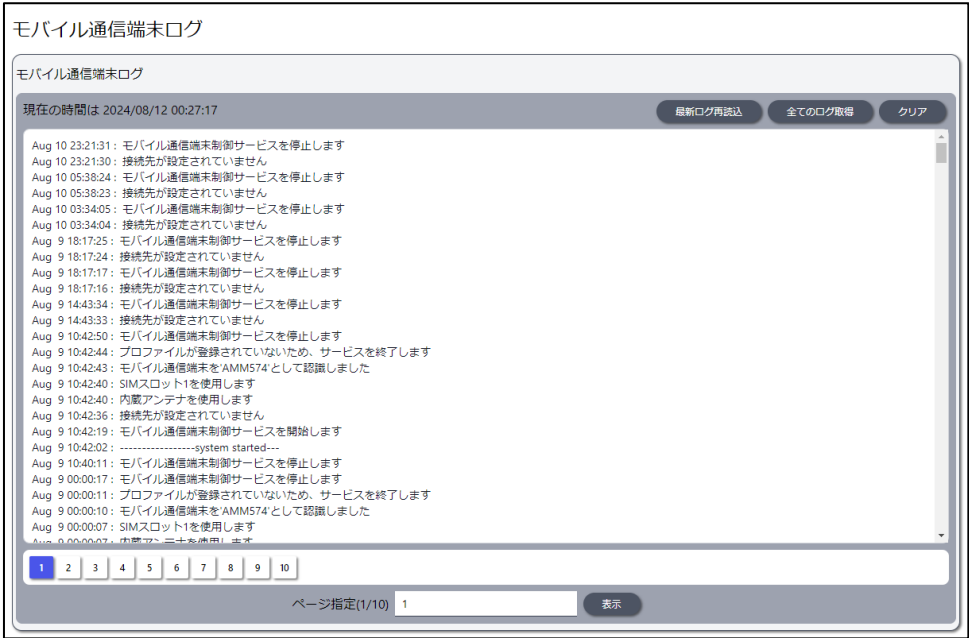 モバイル通信端末ログ
モバイル通信端末ログ
現在の時間は 2024/08/12 00:27:17
最新ログ再読込 全てのログ取得 クリア
Aug 10 23:21:31 : モバイル通信端末制御サービスを停止します
Aug 10 23:21:30 : 接続先が設定されていません
Aug 10 05:38:24 : モバイル通信端末制御サービスを停止します
Aug 10 05:38:23 : 接続先が設定されていません
Aug 10 03:34:05 : モバイル通信端末制御サービスを停止します
Aug 10 03:34:04 : 接続先が設定されていません
Aug 9 18:17:25 : モバイル通信端末制御サービスを停止します
Aug 9 18:17:24 : 接続先が設定されていません
Aug 9 18:17:17 : モバイル通信端末制御サービスを停止します
Aug 9 18:17:16 : 接続先が設定されていません
Aug 9 14:43:34 : モバイル通信端末制御サービスを停止します
Aug 9 14:43:33 : 接続先が設定されていません
Aug 9 10:42:50 : モバイル通信端末制御サービスを停止します
Aug 9 10:42:44 : プロファイルが登録されていないため、サービスを終了します
Aug 9 10:42:43 : モバイル通信端末を'AMM574'として認識しました
Aug 9 10:42:40 : SIMスロット1を使用します
Aug 9 10:42:40 : 内蔵アンテナを使用します
Aug 9 10:42:36 : 接続先が設定されていません
Aug 9 10:42:19 : モバイル通信端末制御サービスを開始します
Aug 9 10:42:02 : -----------------system started---
Aug 9 10:40:11 : モバイル通信端末制御サービスを停止します
Aug 9 00:00:17 : モバイル通信端末制御サービスを停止します
Aug 9 00:00:11 : プロファイルが登録されていないため、サービスを終了します
Aug 9 00:00:10 : モバイル通信端末を'AMM574'として認識しました
Aug 9 00:00:07 : SIMスロット1を使用します
Aug 9 00:00:07 : 内蔵アンテナを使用します
1 2 3 4 5 6 7 8 9 10
ページ指定(1/10) 1 表示